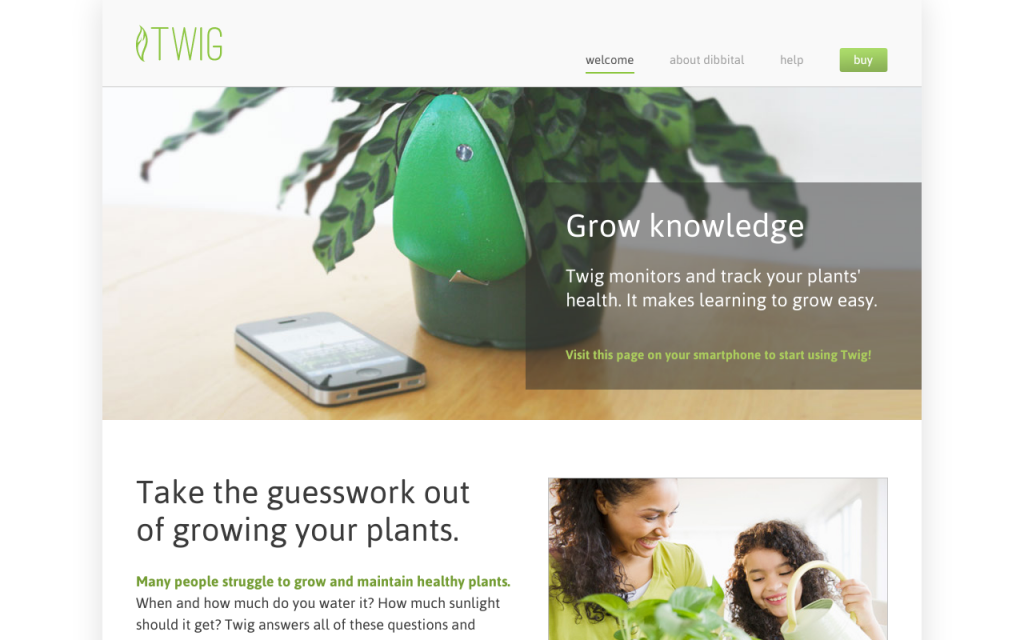 TWIG
welcome
about dibbital
help
buy
Grow knowledge
Twig monitors and track your plants'
health. It makes learning to grow easy.
Visit this page on your smartphone to start using Twig!
Take the guesswork out
of growing your plants.
Many people struggle to grow and maintain healthy plants.
When and how much do you water it? How much sunlight
should it get? Twig answers all of these questions and